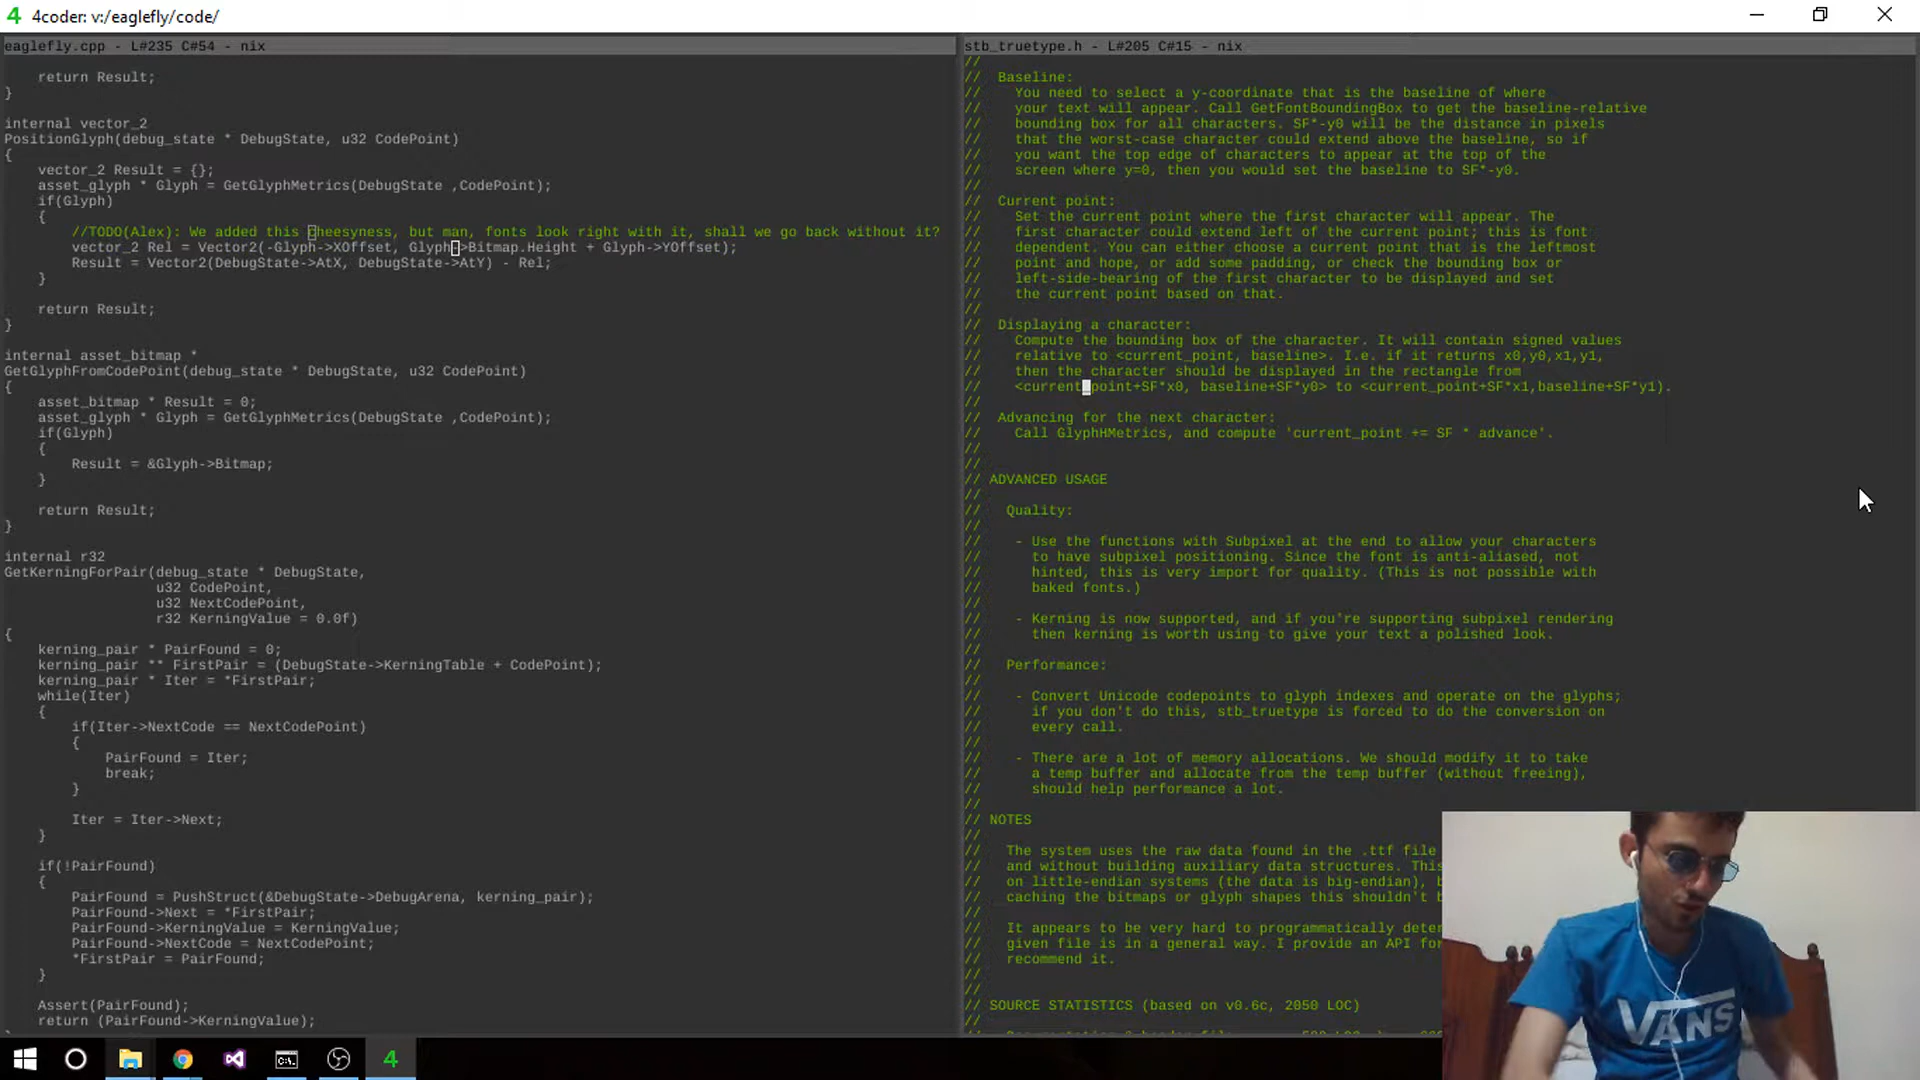 4 4coder: v:/eaglefly/code/
eaglefly.cpp - L#235 C#54 - nix
return Result;
}
internal vector_2
PositionGlyph(debug_state * DebugState, u32 CodePoint)
{
vector_2 Result = {};
asset_glyph * Glyph = GetGlyphMetrics(DebugState ,CodePoint);
if(Glyph)
{
//TODO(Alex): We added this Cheesyness, but man, fonts look right with it, shall we go back without it?
vector_2 Rel = Vector2(-Glyph->XOffset, Glyph->Bitmap.Height + Glyph->YOffset);
Result = Vector2(DebugState->AtX, DebugState->AtY) - Rel;
}
return Result;
}
internal asset_bitmap *
GetGlyphFromCodePoint(debug_state * DebugState, u32 CodePoint)
{
asset_bitmap * Result = 0;
asset_glyph * Glyph = GetGlyphMetrics(DebugState ,CodePoint);
if(Glyph)
{
Result = &Glyph->Bitmap;
}
return Result;
}
internal r32
GetKerningForPair(debug_state * DebugState,
u32 CodePoint,
u32 NextCodePoint,
r32 KerningValue = 0.0f)
{
kerning_pair * PairFound = 0;
kerning_pair ** FirstPair = (DebugState->KerningTable + CodePoint);
kerning_pair * Iter = *FirstPair;
while(Iter)
{
if(Iter->NextCode == NextCodePoint)
{
PairFound = Iter;
break;
}
Iter = Iter->Next;
}
if(!PairFound)
{
PairFound = PushStruct(&DebugState->DebugArena, kerning_pair);
PairFound->Next = *FirstPair;
PairFound->KerningValue = KerningValue;
PairFound->NextCode = NextCodePoint;
*FirstPair = PairFound;
}
Assert(PairFound);
return (PairFound->KerningValue);
stb_truetype.h - L#205 C#15 - nix
//
// Baseline:
// You need to select a y-coordinate that is the baseline of where
// your text will appear. Call GetFontBoundingBox to get the baseline-relative
// bounding box for all characters. SF*-y0 will be the distance in pixels
// that the worst-case character could extend above the baseline, so if
// you want the top edge of characters to appear at the top of the
// screen where y=0, then you would set the baseline to SF*-y0.
//
// Current point:
// Set the current point where the first character will appear. The
// first character could extend left of the current point; this is font
// dependent. You can either choose a current point that is the leftmost
// point and hope, or add some padding, or check the bounding box or
// left-side-bearing of the first character to be displayed and set
// the current point based on that.
//
// Displaying a character:
// Compute the bounding box of the character. It will contain signed values
// relative to <current_point, baseline>. I.e. if it returns x0,y0,x1,y1,
// then the character should be displayed in the rectangle from
// <current_point+SF*x0, baseline+SF*y0> to <current_point+SF*x1,baseline+SF*y1).
//
// Advancing for the next character:
// Call GlyphHMetrics, and compute 'current_point += SF * advance'.
//
//
// ADVANCED USAGE
//
// Quality:
//
// - Use the functions with Subpixel at the end to allow your characters
// to have subpixel positioning. Since the font is anti-aliased, not
// hinted, this is very import for quality. (This is not possible with
// baked fonts.)
//
// - Kerning is now supported, and if you're supporting subpixel rendering
// then kerning is worth using to give your text a polished look.
//
// Performance:
//
// - Convert Unicode codepoints to glyph indexes and operate on the glyphs;
// if you don't do this, stb_truetype is forced to do the conversion on
// every call.
//
// - There are a lot of memory allocations. We should modify it to take
// a temp buffer and allocate from the temp buffer (without freeing),
// should help performance a lot.
//
// NOTES
//
// The system uses the raw data found in the .ttf file
// and without building auxiliary data structures. This
// on little-endian systems (the data is big-endian),
// caching the bitmaps or glyph shapes this shouldn't
//
// It appears to be very hard to programmatically
// given file is in a general way. I provide an API for
// recommend it.
//
//
// SOURCE STATISTICS (based on v0.6c, 2050 LOC)
//
VANS
4